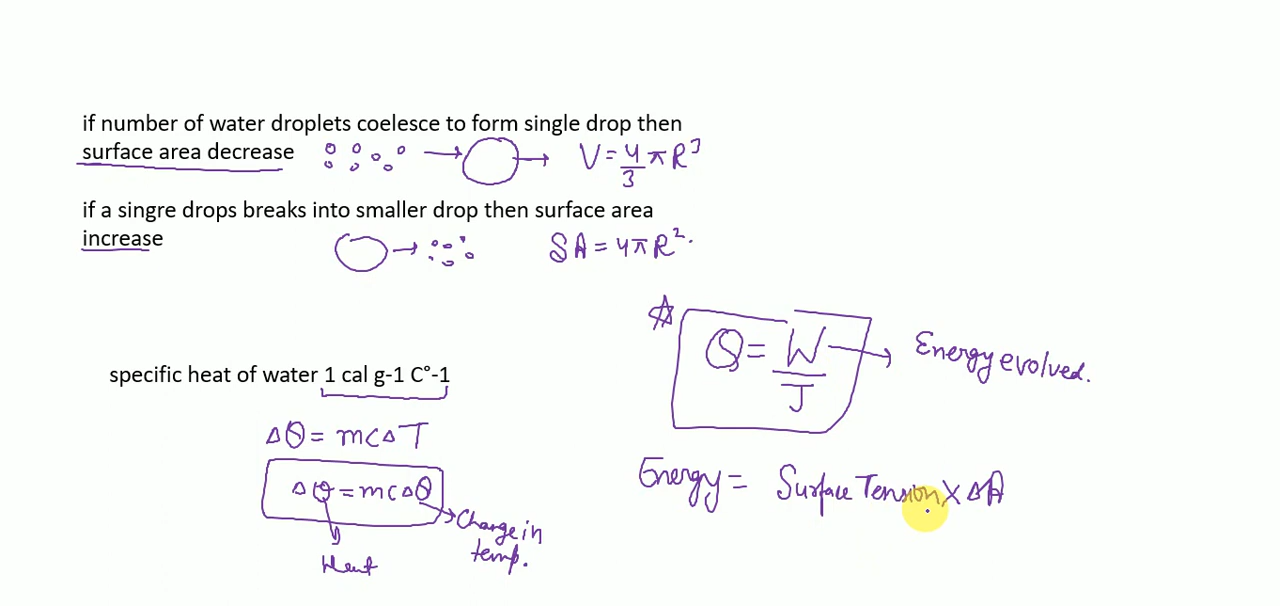 if number of water droplets coelesce to form single drop then
surface area decrease
V = 4/3 π R³
if a singre drops breaks into smaller drop then surface area
increase
SA = 4πR².
Q = W/J → Energy evolved.
specific heat of water 1 cal g-1 C°-1
ΔQ = mcΔT
ΔQ = mcΔθ
Change in
temp.
Heat
Energy = Surface Tension × ΔA